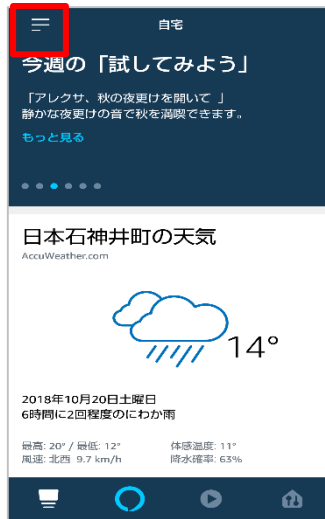 自宅
今週の「試してみよう」
「アレクサ、秋の夜更けを開いて 」
静かな夜更けの音で秋を満喫できます。
もっと見る
日本石神井町の天気
AccuWeather.com
14°
2018年10月20日土曜日
6時間に2回程度のにわか雨
最高: 20° / 最低: 12°
体感温度: 11°
風速: 北西 9.7 km/h
降水確率: 63%